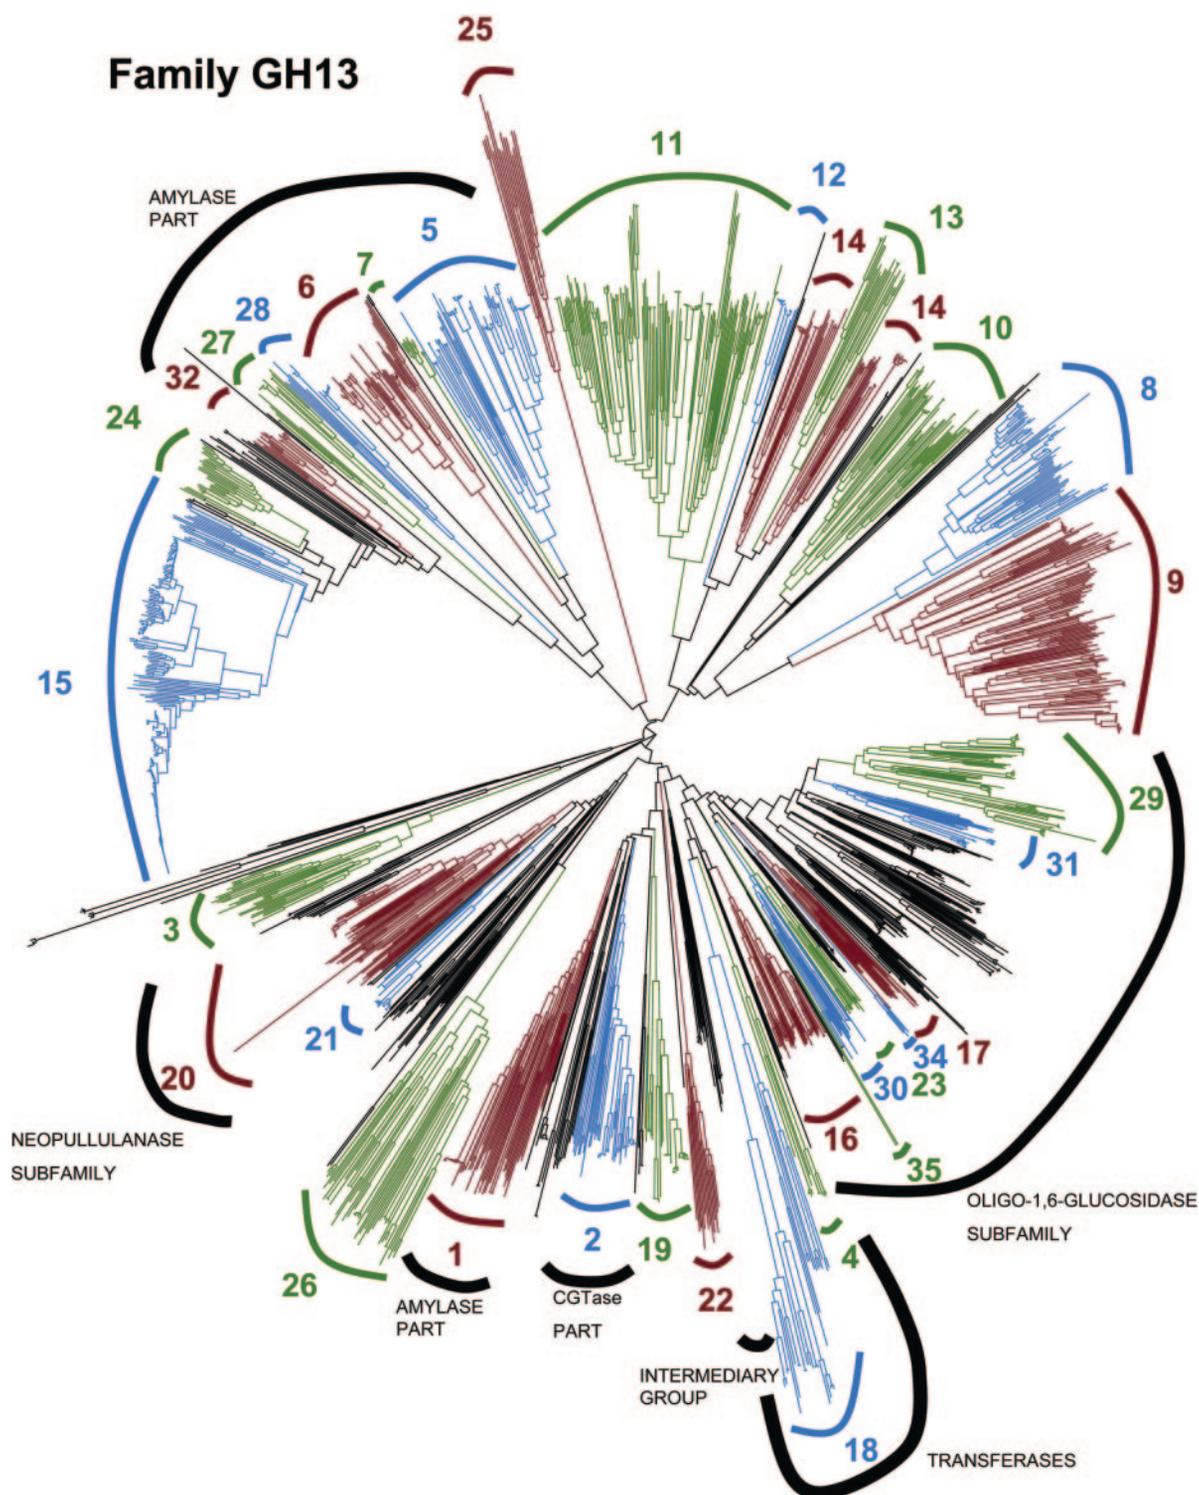 Family GH13
25
11
12
AMYLASE
PART
5
14
13
7
6
28
14
10
27
32
8
24
9
15
29
31
3
21
20
34
17
30
23
16
35
NEOPULLULANASE
SUBFAMILY
OLIGO-1,6-GLUCOSIDASE
SUBFAMILY
1
2
19
4
26
22
AMYLASE
PART
CGTase
PART
INTERMEDIARY
GROUP
18
TRANSFERASES